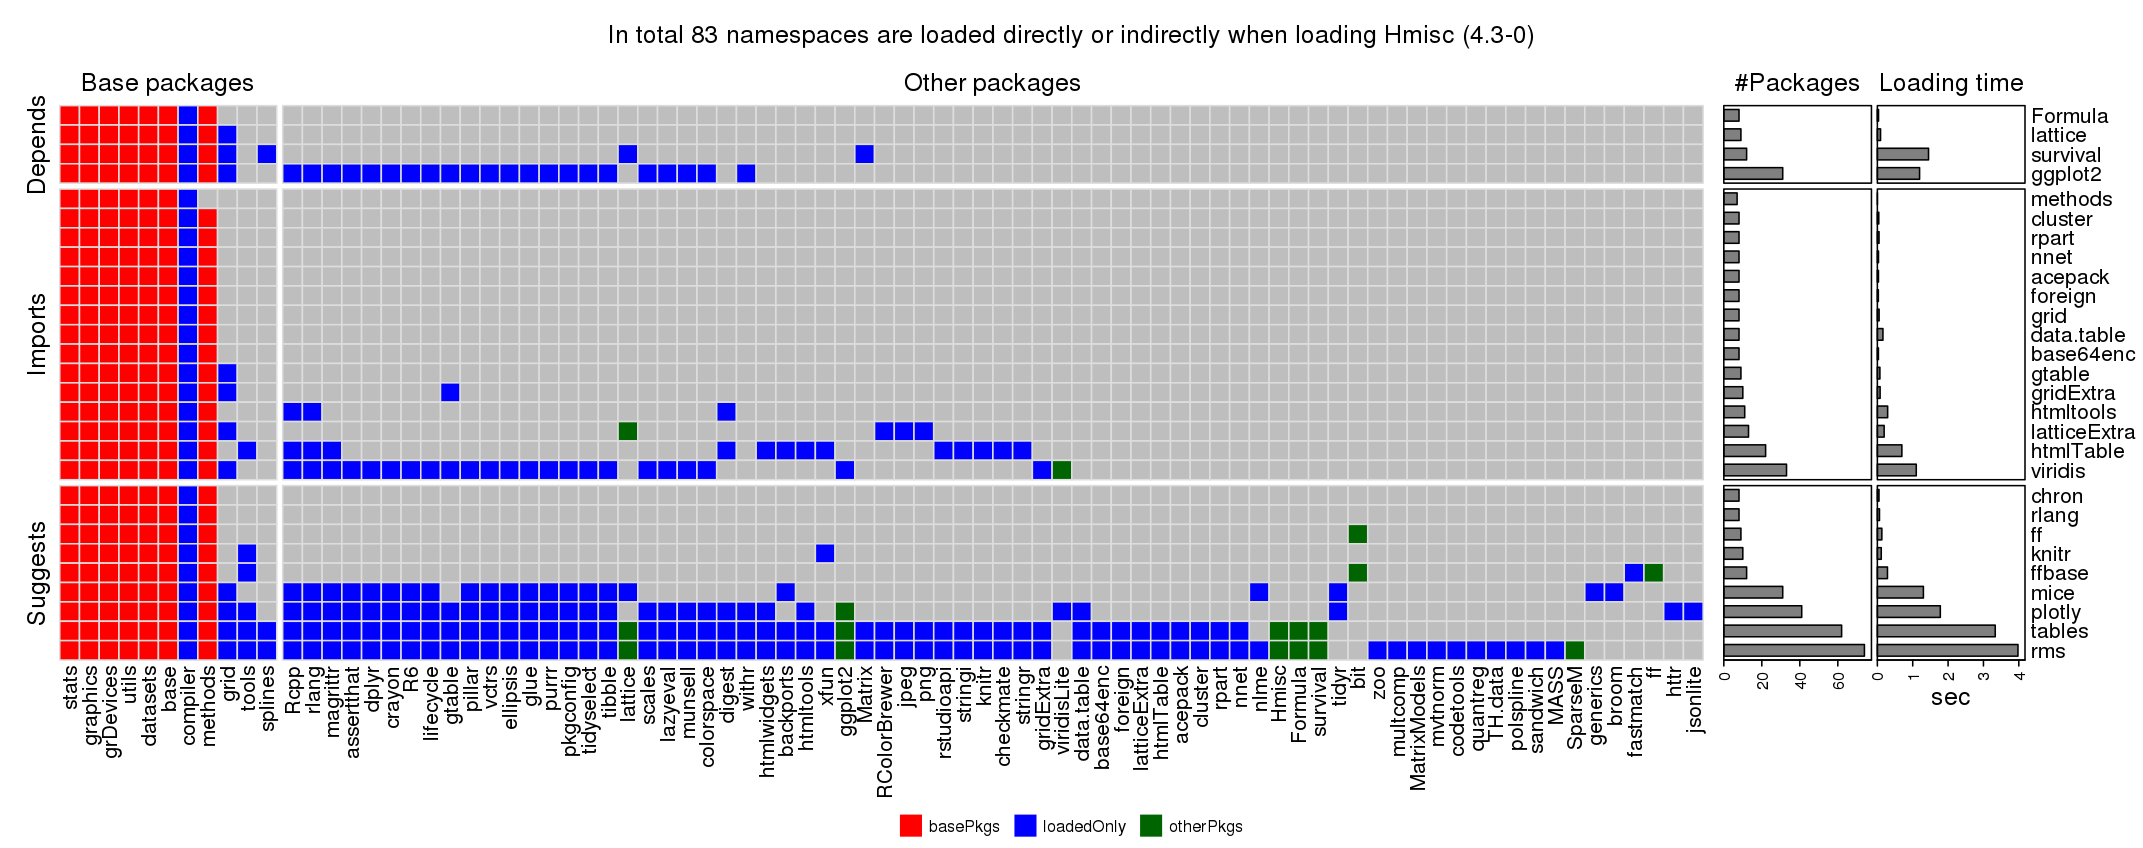 In total 83 namespaces are loaded directly or indirectly when loading Hmisc (4.3-0)
Base packages
Other packages
#Packages
Loading time
Depends
Formula
lattice
survival
ggplot2
Imports
methods
cluster
rpart
nnet
acepack
foreign
grid
data.table
base64enc
gtable
gridExtra
htmltools
latticeExtra
htmlTable
viridis
Suggests
chron
rlang
ff
knitr
ffbase
mice
plotly
tables
rms
stats
graphics
grDevices
utils
datasets
base
compiler
methods
grid
tools
splines
Rcpp
rlang
magrittr
assertthat
dplyr
crayon
R6
lifecycle
gtable
pillar
vctrs
ellipsis
glue
purrr
pkgconfig
tidyselect
tibble
lattice
scales
lazyeval
munsell
colorspace
digest
withr
htmlwidgets
backports
htmltools
xfun
ggplot2
Matrix
RColorBrewer
jpeg
png
rstudioapi
stringi
knitr
checkmate
stringr
gridExtra
viridisLite
data.table
base64enc
foreign
latticeExtra
htmlTable
acepack
cluster
rpart
nnet
nlme
Hmisc
Formula
survival
tidyr
bit
zoo
multcomp
MatrixModels
mvtnorm
codetools
quantreg
TH.data
polspline
sandwich
MASS
SparseM
generics
broom
fastmatch
ff
httr
jsonlite
0
20
40
60
0
1
2
3
4
sec
basePkgs
loadedOnly
otherPkgs